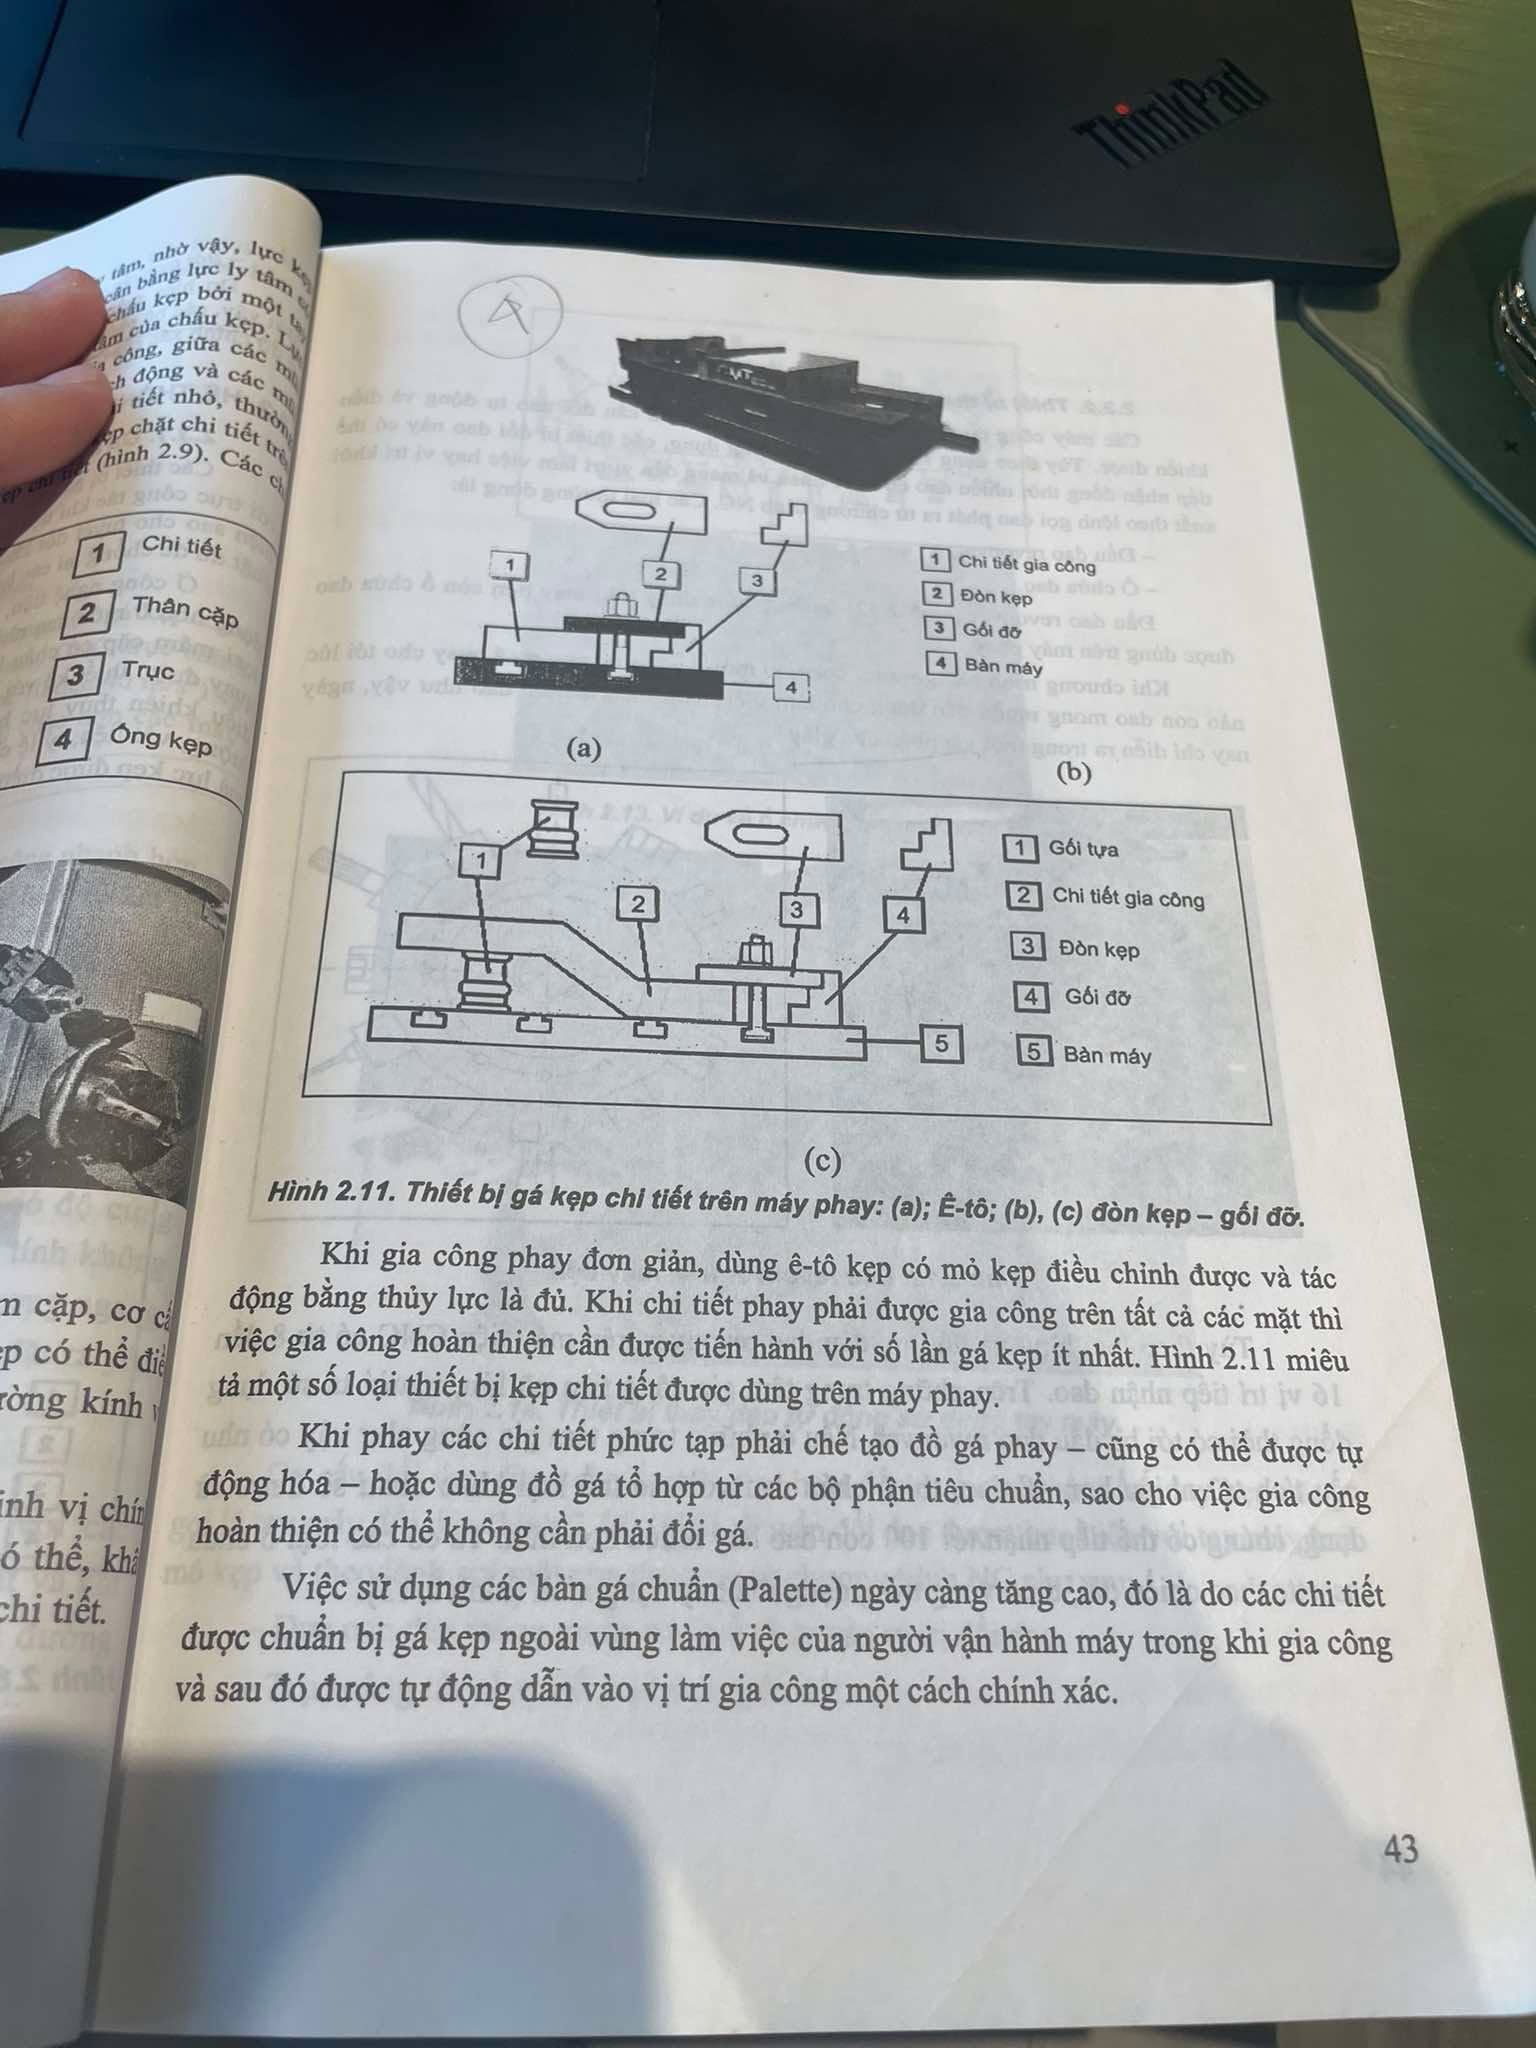 ThinkPad
tâm, nhờ vậy, lực
cân bằng lực ly tâm
chấu kẹp bởi một
tâm của chấu kẹp.
công, giữa các
động và các
tiết nhỏ, thường
chặt chi tiết
(hình 2.9). Các
1 Chi tiết
2 Thân cặp
3 Trục
4 Ông kẹp
cặp, cơ
có thể
kính
vị
thể,
chi tiết.
A
1
2
3
4
1 Chi tiết gia công
2 Đòn kẹp
3 Gối đỡ
4 Bàn máy
(a)
(b)
1
2
3
4
5
1 Gối tựa
2 Chi tiết gia công
3 Đòn kẹp
4 Gối đỡ
5 Bàn máy
(c)
Hình 2.11. Thiết bị gá kẹp chi tiết trên máy phay: (a); Ê-tô; (b), (c) đòn kẹp – gối đỡ.
Khi gia công phay đơn giản, dùng ê-tô kẹp có mỏ kẹp điều chỉnh được và tác
động bằng thủy lực là đủ. Khi chi tiết phay phải được gia công trên tất cả các mặt thì
việc gia công hoàn thiện cần được tiến hành với số lần gá kẹp ít nhất. Hình 2.11 miêu
tả một số loại thiết bị kẹp chi tiết được dùng trên máy phay.
Khi phay các chi tiết phức tạp phải chế tạo đồ gá phay – cũng có thể được tự
động hóa – hoặc dùng đồ gá tổ hợp từ các bộ phận tiêu chuẩn, sao cho việc gia công
hoàn thiện có thể không cần phải đổi gá.
Việc sử dụng các bàn gá chuẩn (Palette) ngày càng tăng cao, đó là do các chi tiết
được chuẩn bị gá kẹp ngoài vùng làm việc của người vận hành máy trong khi gia công
và sau đó được tự động dẫn vào vị trí gia công một cách chính xác.
43